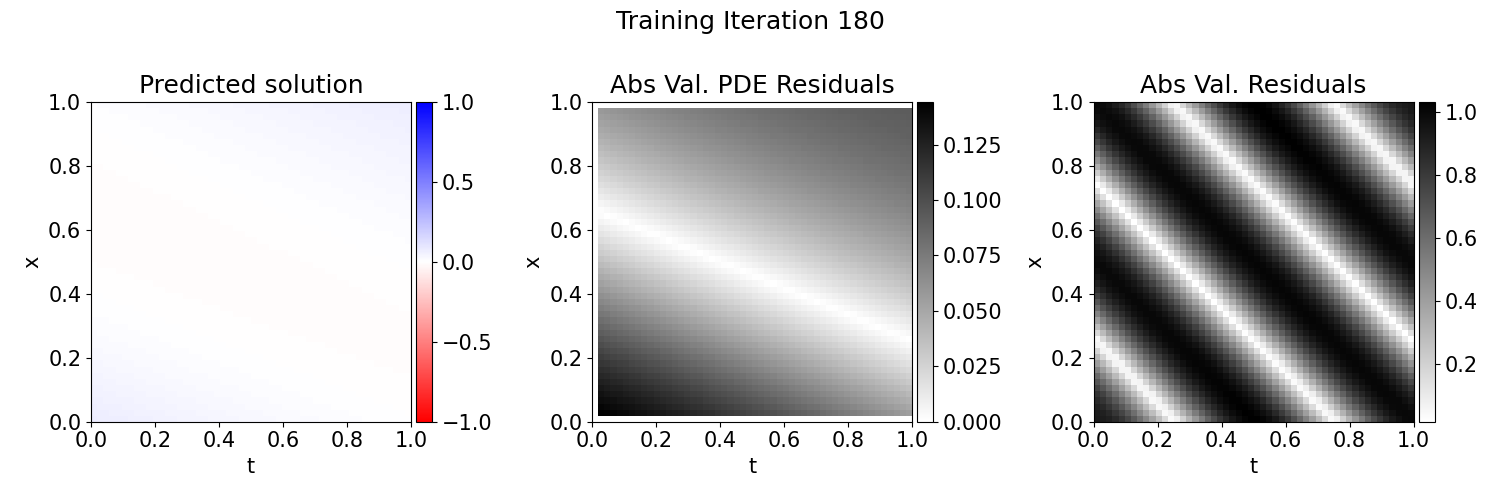 Training Iteration 180
Predicted solution
1.0
0.8
0.6
0.4
0.2
0.0
x
0.0 0.2 0.4 0.6 0.8 1.0
t
1.0
0.5
0.0
−0.5
−1.0
Abs Val. PDE Residuals
1.0
0.8
0.6
0.4
0.2
0.0
x
0.0 0.2 0.4 0.6 0.8 1.0
t
0.125
0.100
0.075
0.050
0.025
0.000
Abs Val. Residuals
1.0
0.8
0.6
0.4
0.2
0.0
x
0.0 0.2 0.4 0.6 0.8 1.0
t
1.0
0.8
0.6
0.4
0.2